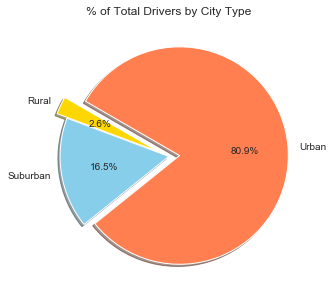 % of Total Drivers by City Type
Rural
2.6%
Urban
80.9%
16.5%
Suburban